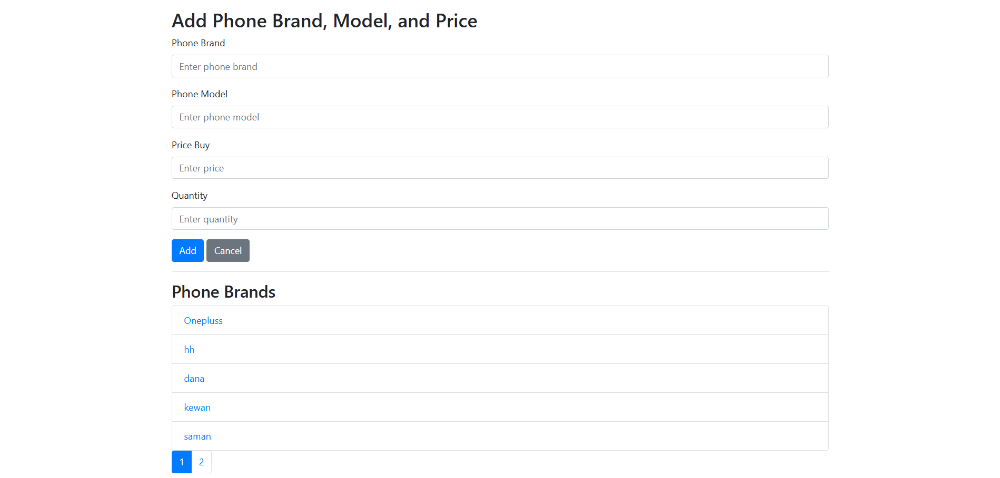 Add Phone Brand, Model, and Price
Phone Brand
Enter phone brand
Phone Model
Enter phone model
Price Buy
Enter price
Quantity
Enter quantity
Add Cancel
Phone Brands
Onepluss
hh
dana
kewan
saman
1 2